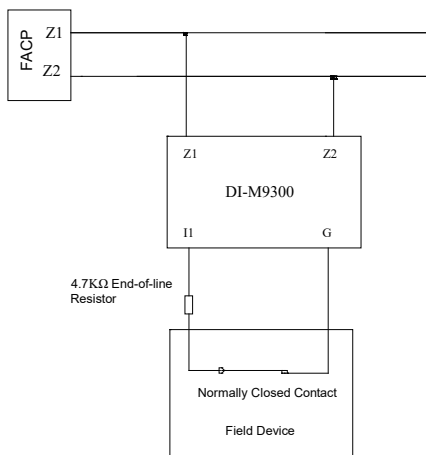 FACP
Z1
Z2
Z1 Z2
DI-M9300
I1 G
4.7KΩ End-of-line
Resistor
Normally Closed Contact
Field Device